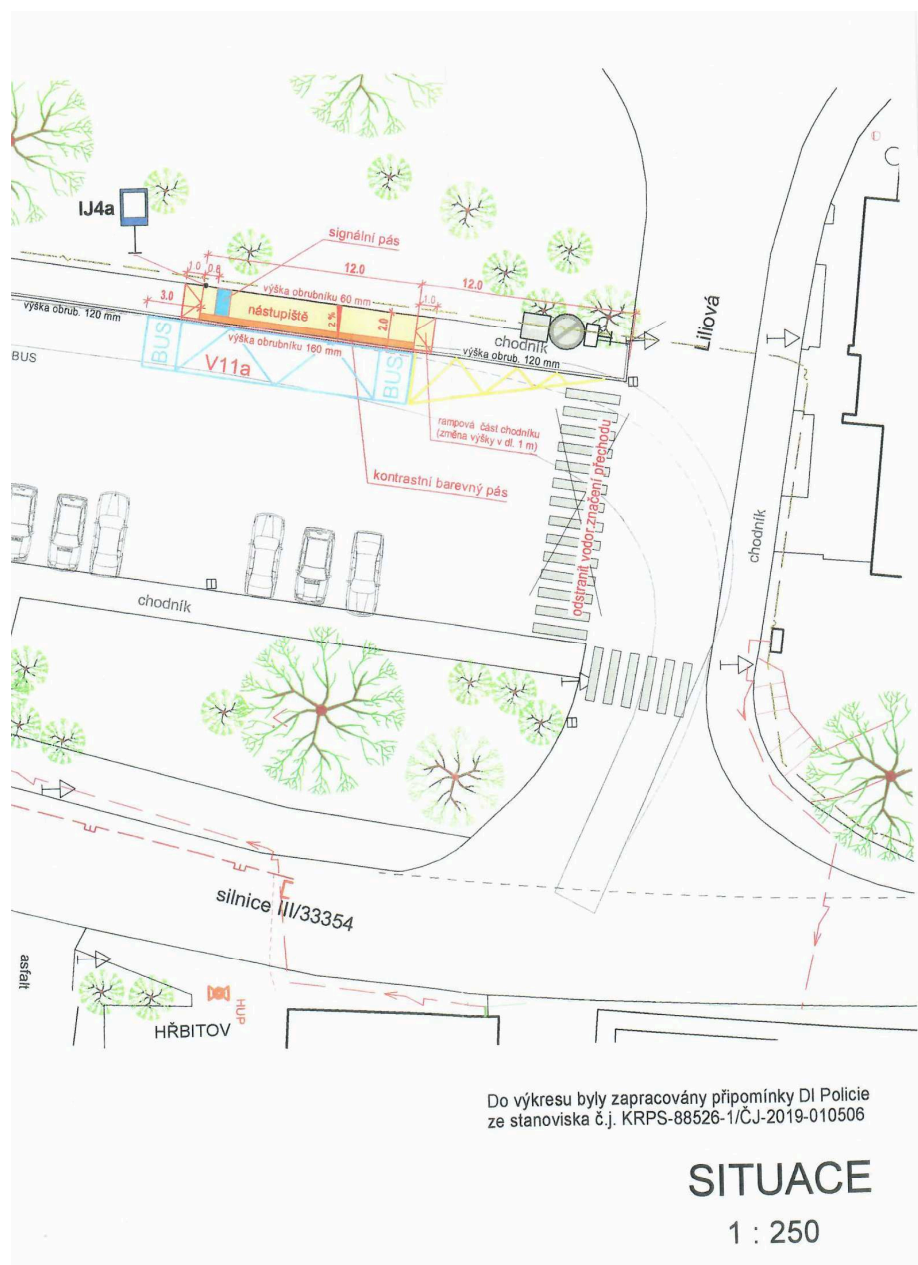 IJ4a
signální pás
1.0
0.8
12.0
12.0
3.0
výška obrubníku 60 mm
1.0
nástupiště
2 %
2.0
výška obrub. 120 mm
výška obrubníku 160 mm
chodník
výška obrub. 120 mm
Liliová
BUS
BUS
V11a
BUS
rampová část chodníku
(změna výšky v dl. 1 m)
kontrastní barevný pás
odstranit vodor.značení přechodu
chodník
chodník
silnice III/33354
asfalt
HUP
HŘBITOV
Do výkresu byly zapracovány připomínky DI Policie
ze stanoviska č.j. KRPS-88526-1/ČJ-2019-010506
SITUACE
1 : 250